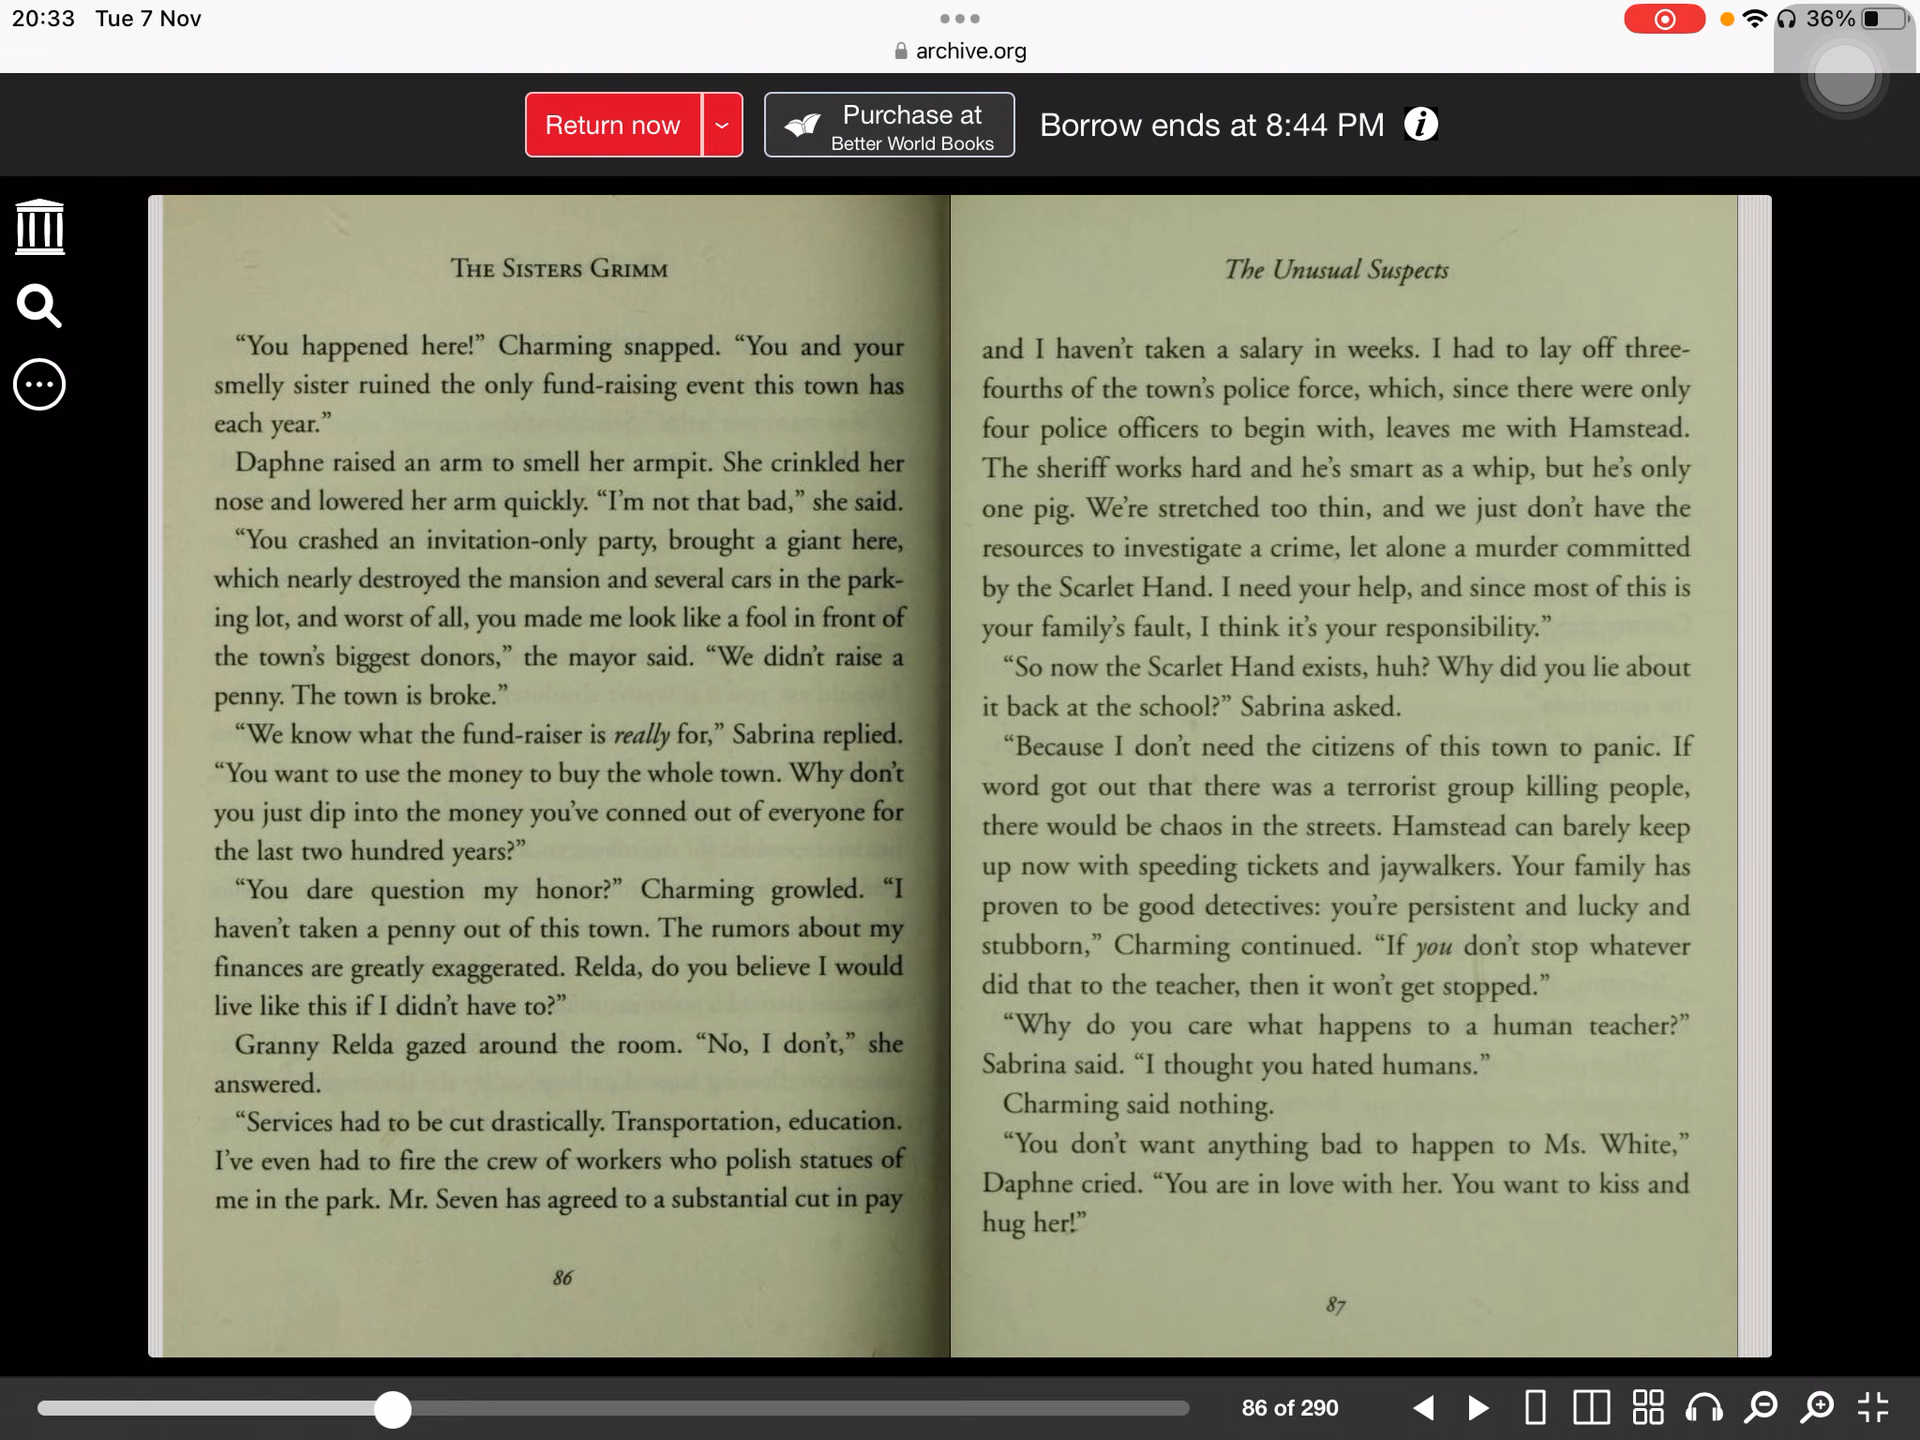 20:33 Tue 7 Nov
36%
archive.org
Return now
Purchase at
Better World Books
Borrow ends at 8:44 PM
THE SISTERS GRIMM
“You happened here!” Charming snapped. “You and your
smelly sister ruined the only fund-raising event this town has
each year.”
Daphne raised an arm to smell her armpit. She crinkled her
nose and lowered her arm quickly. “I’m not that bad,” she said.
“You crashed an invitation-only party, brought a giant here,
which nearly destroyed the mansion and several cars in the park-
ing lot, and worst of all, you made me look like a fool in front of
the town’s biggest donors,” the mayor said. “We didn’t raise a
penny. The town is broke.”
“We know what the fund-raiser is really for,” Sabrina replied.
“You want to use the money to buy the whole town. Why don’t
you just dip into the money you’ve conned out of everyone for
the last two hundred years?”
“You dare question my honor?” Charming growled. “I
haven’t taken a penny out of this town. The rumors about my
finances are greatly exaggerated. Relda, do you believe I would
live like this if I didn’t have to?”
Granny Relda gazed around the room. “No, I don’t,” she
answered.
“Services had to be cut drastically. Transportation, education.
I’ve even had to fire the crew of workers who polish statues of
me in the park. Mr. Seven has agreed to a substantial cut in pay
86
The Unusual Suspects
and I haven’t taken a salary in weeks. I had to lay off three-
fourths of the town’s police force, which, since there were only
four police officers to begin with, leaves me with Hamstead.
The sheriff works hard and he’s smart as a whip, but he’s only
one pig. We’re stretched too thin, and we just don’t have the
resources to investigate a crime, let alone a murder committed
by the Scarlet Hand. I need your help, and since most of this is
your family’s fault, I think it’s your responsibility.”
“So now the Scarlet Hand exists, huh? Why did you lie about
it back at the school?” Sabrina asked.
“Because I don’t need the citizens of this town to panic. If
word got out that there was a terrorist group killing people,
there would be chaos in the streets. Hamstead can barely keep
up now with speeding tickets and jaywalkers. Your family has
proven to be good detectives: you’re persistent and lucky and
stubborn,” Charming continued. “If you don’t stop whatever
did that to the teacher, then it won’t get stopped.”
“Why do you care what happens to a human teacher?”
Sabrina said. “I thought you hated humans.”
Charming said nothing.
“You don’t want anything bad to happen to Ms. White,”
Daphne cried. “You are in love with her. You want to kiss and
hug her!”
87
86 of 290